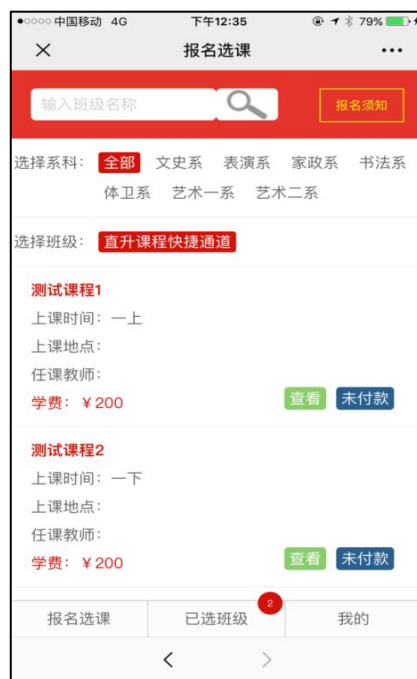 ●○○○○ 中国移动 4G 下午12:35 79%
报名选课
输入班级名称 报名须知
选择系科： 全部 文史系 表演系 家政系 书法系
体卫系 艺术一系 艺术二系
选择班级： 直升课程快捷通道
测试课程1
上课时间：一上
上课地点：
任课教师：
学费：￥200 查看 未付款
测试课程2
上课时间：一下
上课地点：
任课教师：
学费：￥200 查看 未付款
报名选课 已选班级 2 我的